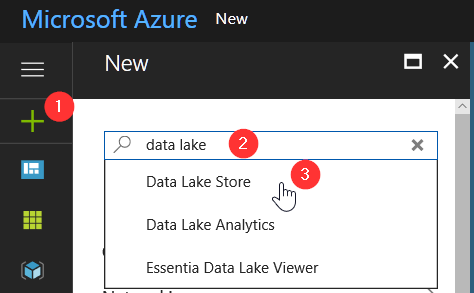 Microsoft Azure New
New
1
data lake
2
3
Data Lake Store
Data Lake Analytics
Essentia Data Lake Viewer